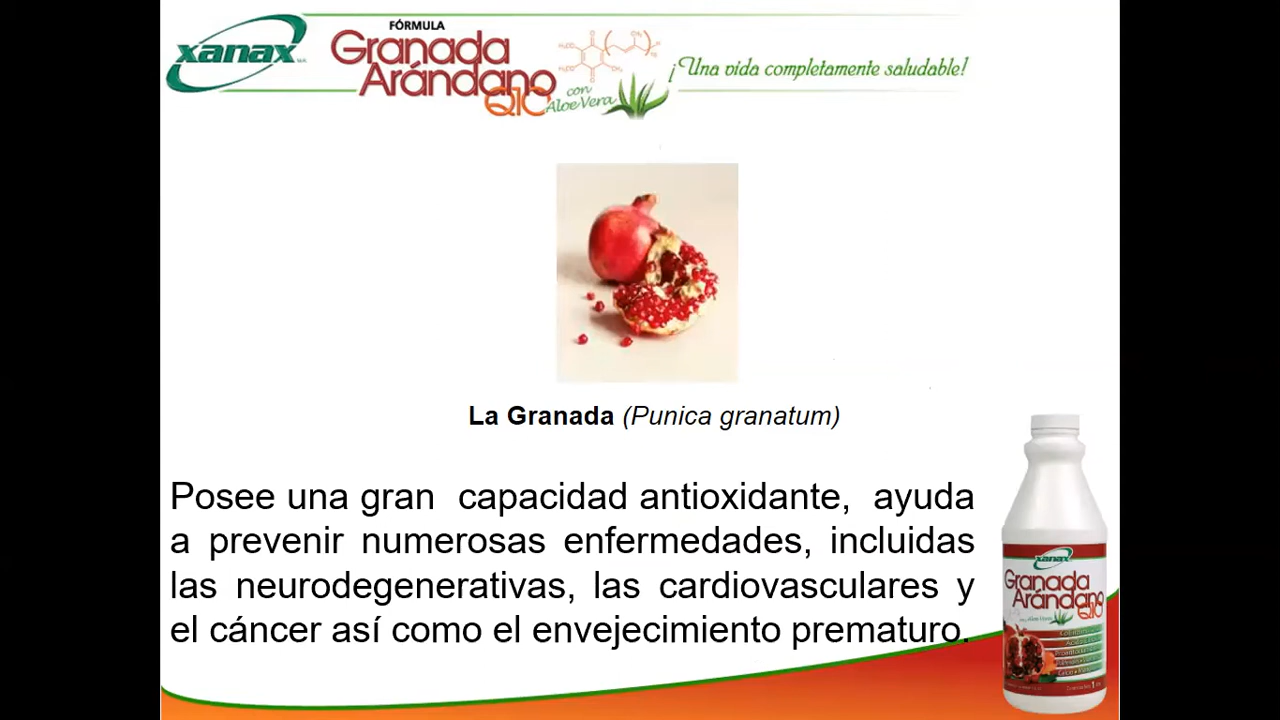 xanax
FÓRMULA
Granada
Arándano
Q10
con
Aloe Vera
¡Una vida completamente saludable!
La Granada (Punica granatum)
Posee una gran capacidad antioxidante, ayuda
a prevenir numerosas enfermedades, incluidas
las neurodegenerativas, las cardiovasculares y
el cáncer así como el envejecimiento prematuro.
xanax
Granada
Arándano
Q10